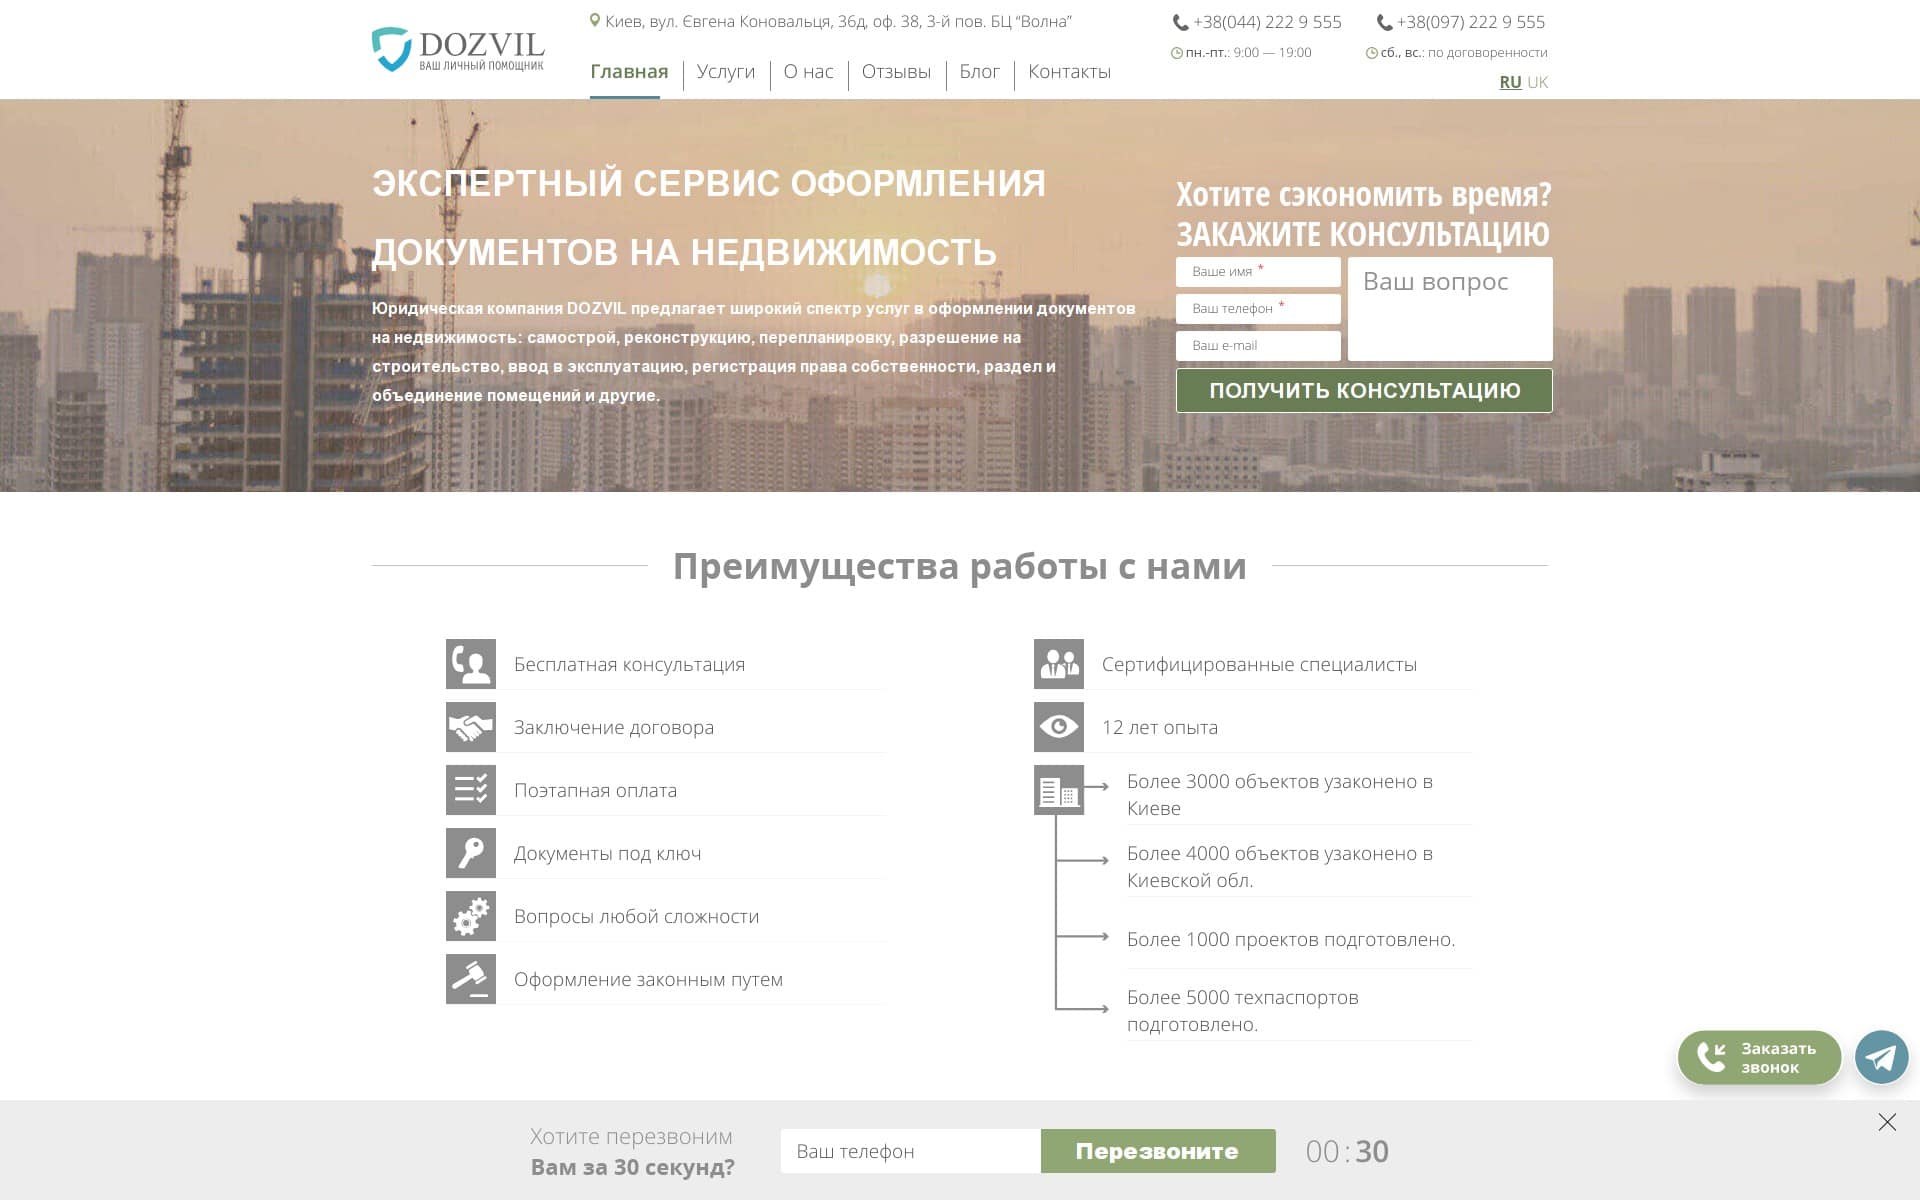 DOZVIL
ВАШ ЛИЧНЫЙ ПОМОЩНИК
Киев, вул. Євгена Коновальця, 36д, оф. 38, 3-й пов. БЦ “Волна”
+38(044) 222 9 555
+38(097) 222 9 555
пн.-пт.: 9:00 — 19:00
сб., вс.: по договоренности
Главная
Услуги
О нас
Отзывы
Блог
Контакты
RU UK
ЭКСПЕРТНЫЙ СЕРВИС ОФОРМЛЕНИЯ
ДОКУМЕНТОВ НА НЕДВИЖИМОСТЬ
Юридическая компания DOZVIL предлагает широкий спектр услуг в оформлении документов
на недвижимость: самострой, реконструкцию, перепланировку, разрешение на
строительство, ввод в эксплуатацию, регистрация права собственности, раздел и
объединение помещений и другие.
Хотите сэкономить время?
ЗАКАЖИТЕ КОНСУЛЬТАЦИЮ
Ваше имя *
Ваш телефон *
Ваш e-mail
Ваш вопрос
ПОЛУЧИТЬ КОНСУЛЬТАЦИЮ
Преимущества работы с нами
Бесплатная консультация
Заключение договора
Поэтапная оплата
Документы под ключ
Вопросы любой сложности
Оформление законным путем
Сертифицированные специалисты
12 лет опыта
Более 3000 объектов узаконено в
Киеве
Более 4000 объектов узаконено в
Киевской обл.
Более 1000 проектов подготовлено.
Более 5000 техпаспортов
подготовлено.
Заказать
звонок
Хотите перезвоним
Вам за 30 секунд?
Ваш телефон
Перезвоните
00 : 30